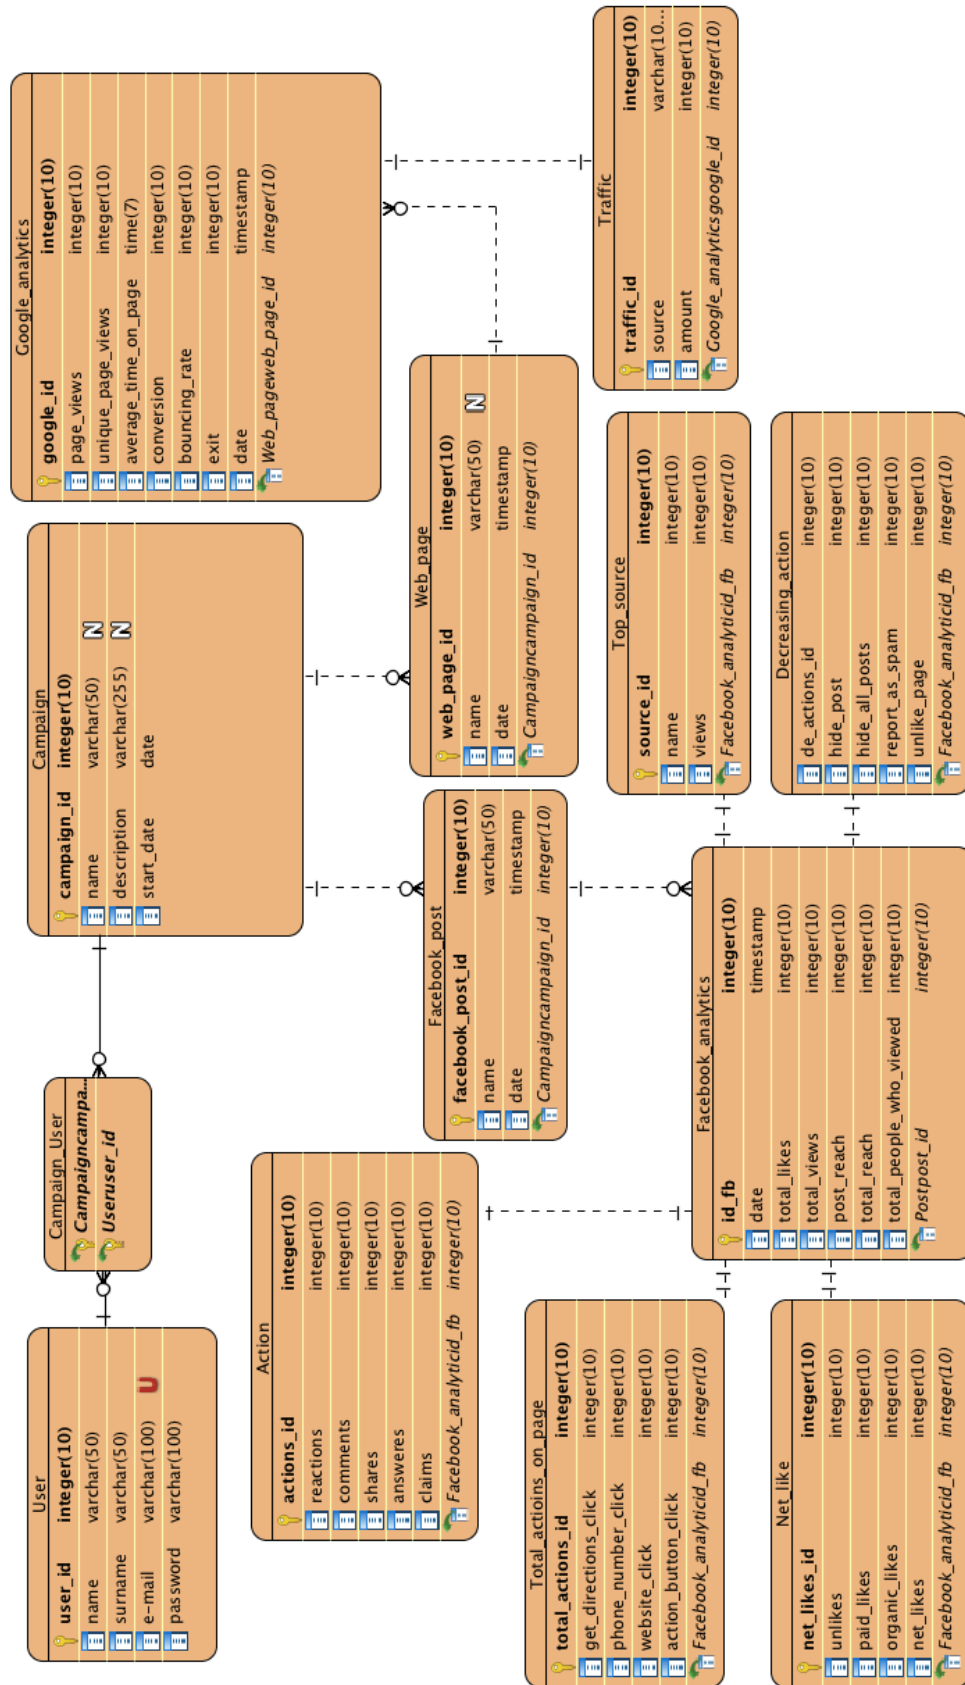 User
user_id integer(10)
name varchar(50)
surname varchar(50)
e-mail varchar(100) U
password varchar(100)
Campaign_User
Campaigncampa...
Useruser_id
Campaign
campaign_id integer(10)
name varchar(50) N
description varchar(255) N
start_date date
Google_analytics
google_id integer(10)
page_views integer(10)
unique_page_views integer(10)
average_time_on_page time(7)
conversion integer(10)
bouncing_rate integer(10)
exit integer(10)
date timestamp
Web_pageweb_page_id integer(10)
Action
actions_id integer(10)
reactions integer(10)
comments integer(10)
shares integer(10)
answeres integer(10)
claims integer(10)
Facebook_analyticid_fb integer(10)
Facebook_post
facebook_post_id integer(10)
name varchar(50)
date timestamp
Campaigncampaign_id integer(10)
Web_page
web_page_id integer(10)
name varchar(50) N
date timestamp
Campaigncampaign_id integer(10)
Total_actioins_on_page
total_actions_id integer(10)
get_directions_click integer(10)
phone_number_click integer(10)
website_click integer(10)
action_button_click integer(10)
Facebook_analyticid_fb integer(10)
Net_like
net_likes_id integer(10)
unlikes integer(10)
paid_likes integer(10)
organic_likes integer(10)
net_likes integer(10)
Facebook_analyticid_fb integer(10)
Facebook_analytics
id_fb integer(10)
date timestamp
total_likes integer(10)
total_views integer(10)
post_reach integer(10)
total_reach integer(10)
total_people_who_viewed integer(10)
Postpost_id integer(10)
Top_source
source_id integer(10)
name integer(10)
views integer(10)
Facebook_analyticid_fb integer(10)
Decreasing_action
de_actions_id integer(10)
hide_post integer(10)
hide_all_posts integer(10)
report_as_spam integer(10)
unlike_page integer(10)
Facebook_analyticid_fb integer(10)
Traffic
traffic_id integer(10)
source varchar(10...
amount integer(10)
Google_analyticsgoogle_id integer(10)